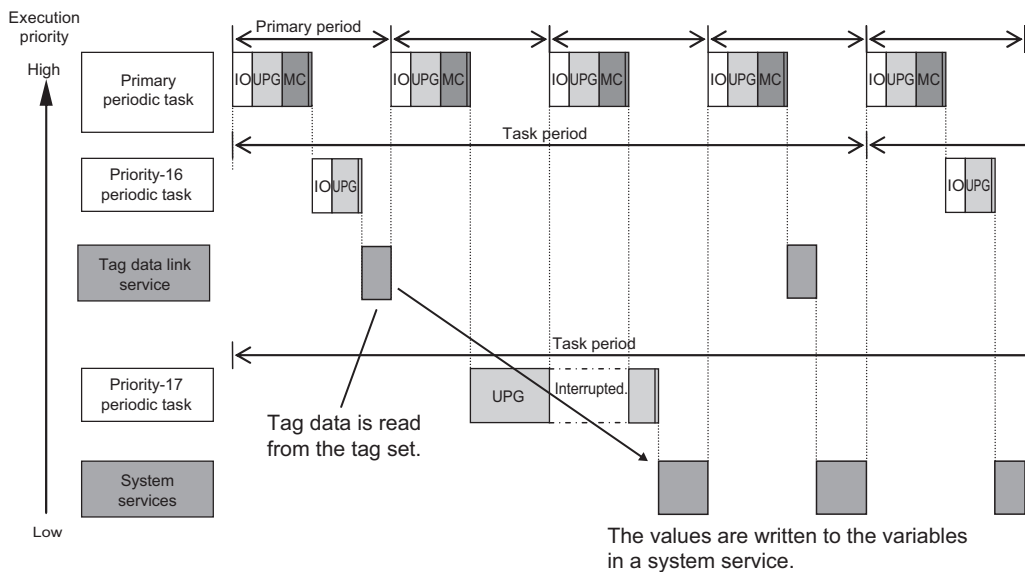 Execution
priority
High
Primary period
Primary
periodic task
IO UPG MC
IO UPG MC
IO UPG MC
IO UPG MC
IO UPG MC
Task period
Priority-16
periodic task
IO UPG
IO UPG
Tag data link
service
Task period
Priority-17
periodic task
UPG
Interrupted.
Tag data is read
from the tag set.
System
services
Low
The values are written to the variables
in a system service.